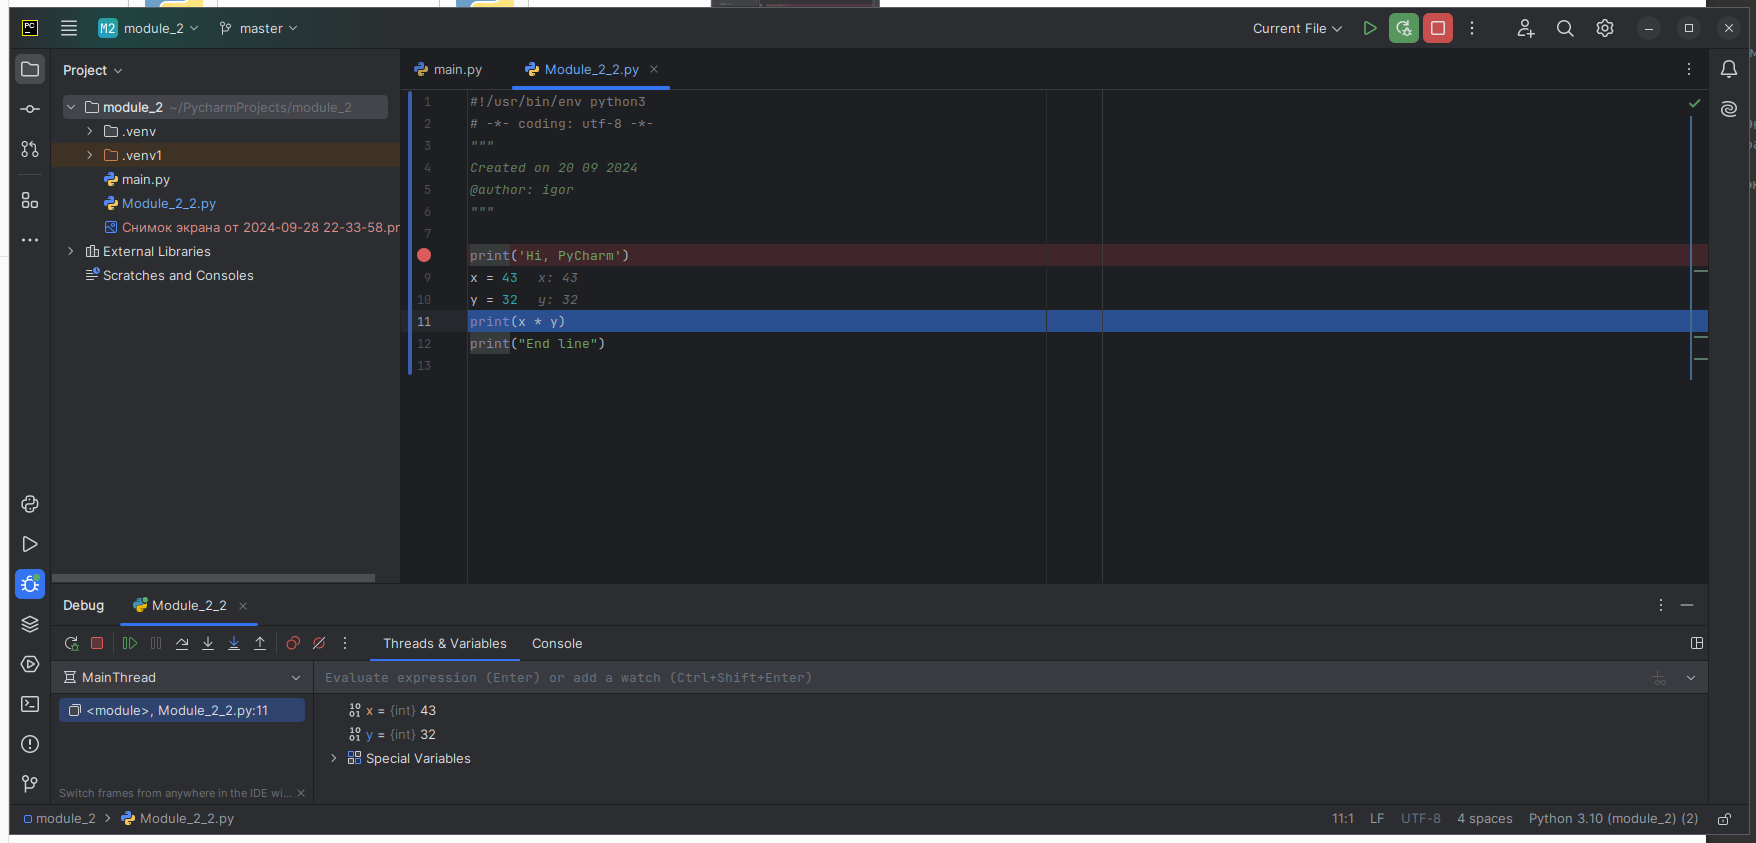 PC
M2 module_2
master
Current File
Project
main.py
Module_2_2.py
module_2 ~/PycharmProjects/module_2
.venv
.venv1
main.py
Module_2_2.py
Снимок экрана от 2024-09-28 22-33-58.pr
External Libraries
Scratches and Consoles
1 #!/usr/bin/env python3
2 # -*- coding: utf-8 -*-
3 """
4 Created on 20 09 2024
5 @author: igor
6 """
7
print('Hi, PyCharm')
9 x = 43 x: 43
10 y = 32 y: 32
11 print(x * y)
12 print("End line")
13
Debug
Module_2_2
Threads & Variables
Console
MainThread
Evaluate expression (Enter) or add a watch (Ctrl+Shift+Enter)
<module>, Module_2_2.py:11
x = {int} 43
y = {int} 32
Special Variables
Switch frames from anywhere in the IDE wi...
module_2 > Module_2_2.py
11:1 LF UTF-8 4 spaces Python 3.10 (module_2) (2)